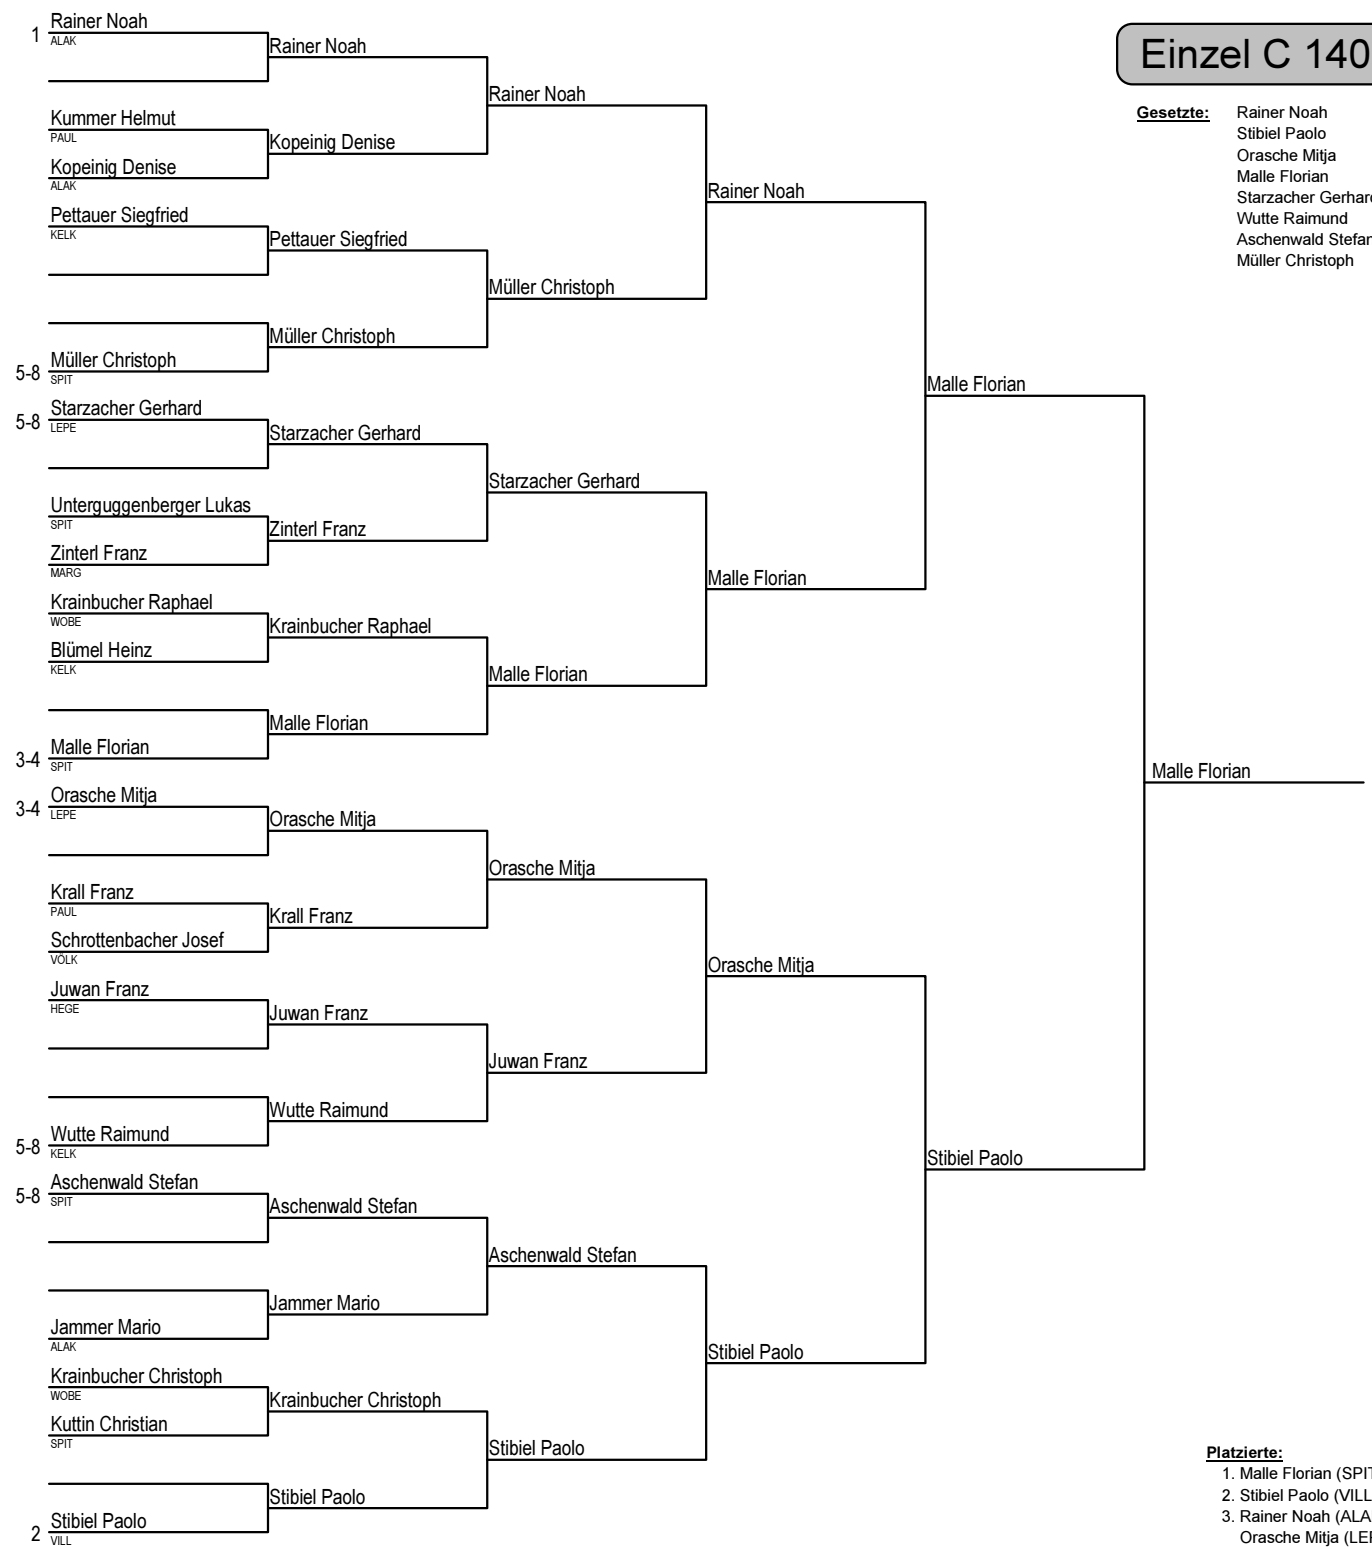 Einzel C 140
Gesetzte: Rainer Noah
Stibiel Paolo
Orasche Mitja
Malle Florian
Starzacher Gerhard
Wutte Raimund
Aschenwald Stefan
Müller Christoph
1 Rainer Noah
ALAK
Kummer Helmut
PAUL
Kopeinig Denise
ALAK
Pettauer Siegfried
KELK
5-8 Müller Christoph
SPIT
5-8 Starzacher Gerhard
LEPE
Unterguggenberger Lukas
SPIT
Zinterl Franz
MARG
Krainbucher Raphael
WOBE
Blümel Heinz
KELK
3-4 Malle Florian
SPIT
3-4 Orasche Mitja
LEPE
Krall Franz
PAUL
Schrottenbacher Josef
VÖLK
Juwan Franz
HEGE
5-8 Wutte Raimund
KELK
5-8 Aschenwald Stefan
SPIT
Jammer Mario
ALAK
Krainbucher Christoph
WOBE
Kuttin Christian
SPIT
2 Stibiel Paolo
VILL
Rainer Noah
Kopeinig Denise
Pettauer Siegfried
Müller Christoph
Starzacher Gerhard
Zinterl Franz
Krainbucher Raphael
Malle Florian
Orasche Mitja
Krall Franz
Juwan Franz
Wutte Raimund
Aschenwald Stefan
Jammer Mario
Krainbucher Christoph
Stibiel Paolo
Rainer Noah
Müller Christoph
Starzacher Gerhard
Malle Florian
Orasche Mitja
Juwan Franz
Aschenwald Stefan
Stibiel Paolo
Rainer Noah
Malle Florian
Orasche Mitja
Stibiel Paolo
Malle Florian
Stibiel Paolo
Malle Florian
Platzierte:
1. Malle Florian (SPIT
2. Stibiel Paolo (VILL
3. Rainer Noah (ALA
Orasche Mitja (LE